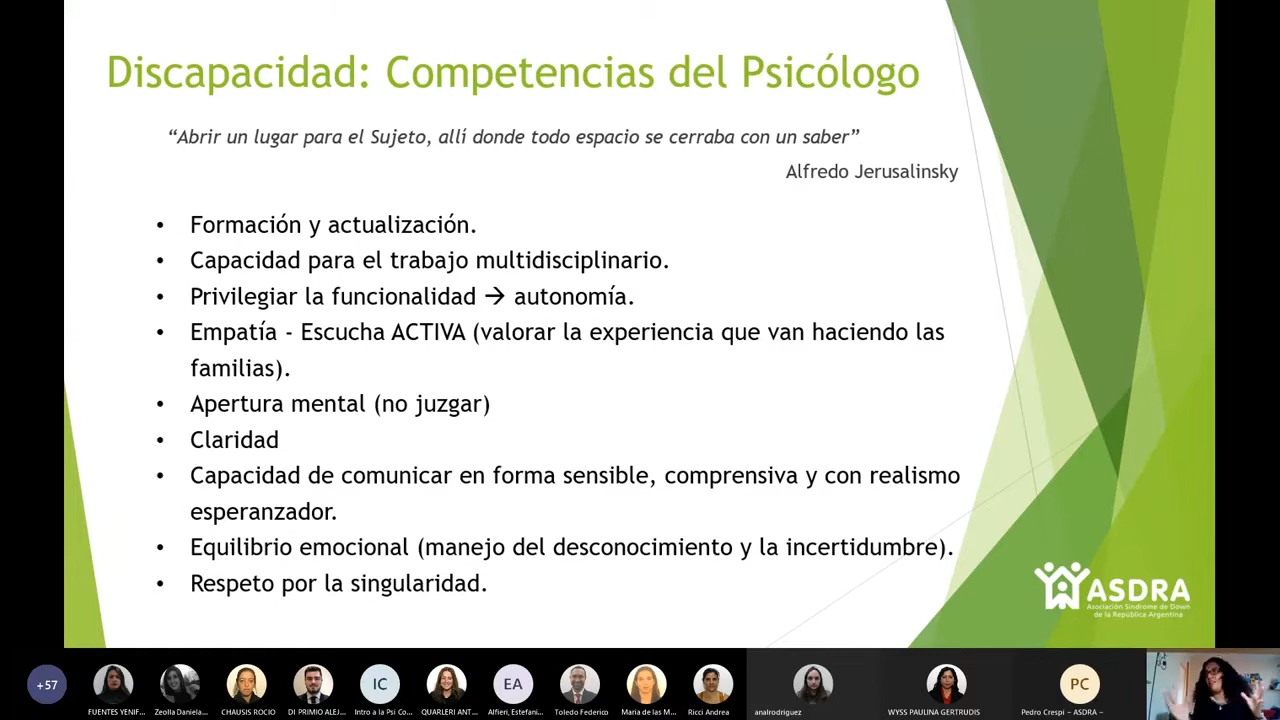 Discapacidad: Competencias del Psicólogo
“Abrir un lugar para el Sujeto, allí donde todo espacio se cerraba con un saber”
Alfredo Jerusalinsky
• Formación y actualización.
• Capacidad para el trabajo multidisciplinario.
• Privilegiar la funcionalidad → autonomía.
• Empatía - Escucha ACTIVA (valorar la experiencia que van haciendo las
familias).
• Apertura mental (no juzgar)
• Claridad
• Capacidad de comunicar en forma sensible, comprensiva y con realismo
esperanzador.
• Equilibrio emocional (manejo del desconocimiento y la incertidumbre).
• Respeto por la singularidad.
ASDRA
Asociación Síndrome de Down
de la República Argentina
+57
IC
EA
PC
FUENTES YENIF...
Zeolla Daniela...
CHAUSIS ROCIO
DI PRIMIO ALEJ...
Intro a la Psi Co...
QUARLERI ANT...
Alfieri, Estefani...
Toledo Federico
Maria de las M...
Ricci Andrea
analrodriguez
WYSS PAULINA GERTRUDIS
Pedro Crespi – ASDRA –